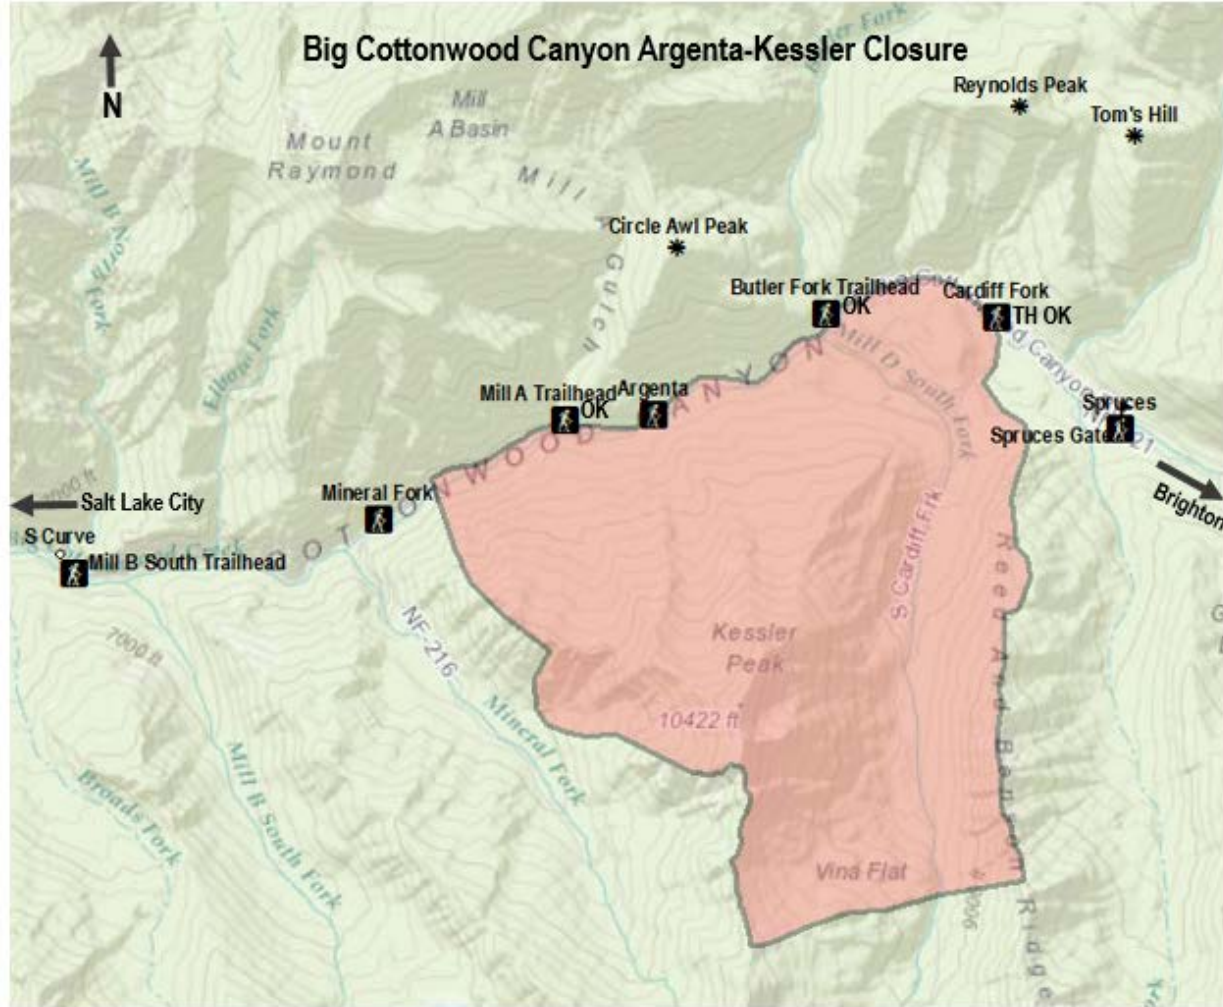 Big Cottonwood Canyon Argenta-Kessler Closure
N
Reynolds Peak
Tom's Hill
Mill
A Basin
Mount
Raymond
Mill
Gulch
Circle Awl Peak
Mill B North Fork
Elbow Fork
Butler Fork Trailhead
OK
Cardiff Fork
TH OK
Mill D South Fork
Mill A Trailhead
OK
Argenta
Spruces
Spruces Gate
Brighton
Mineral Fork
Salt Lake City
S Curve
Mill B South Trailhead
COTTONWOOD CANYON
7000 ft
NF-216
Mineral Fork
S Cardiff Frk
Kessler
Peak
10422 ft
Reed And Benson Ridge
Broads Fork
Mill B South Fork
Vina Flat